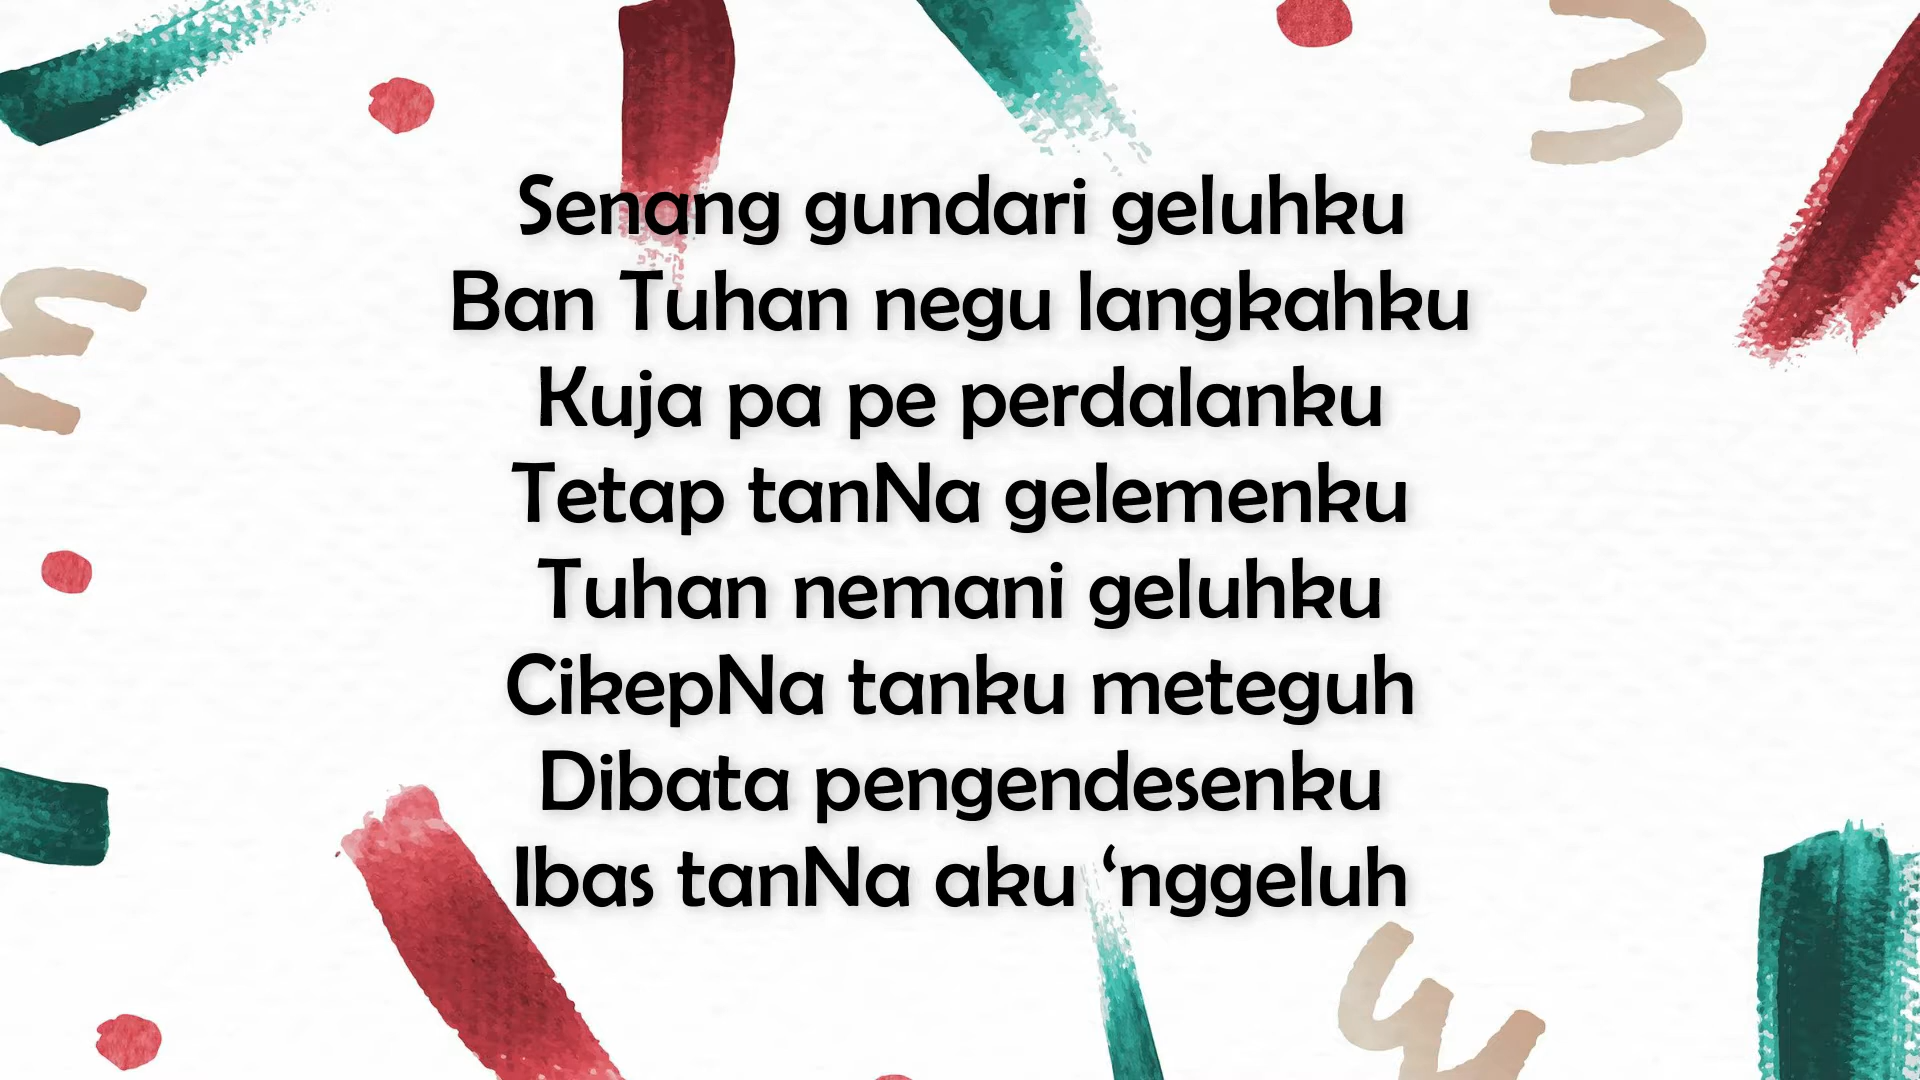 Senang gundari geluhku
Ban Tuhan negu langkahku
Kuja pa pe perdalanku
Tetap tanNa gelemenku
Tuhan nemani geluhku
CikepNa tanku meteguh
Dibata pengendesenku
Ibas tanNa aku ‘nggeluh